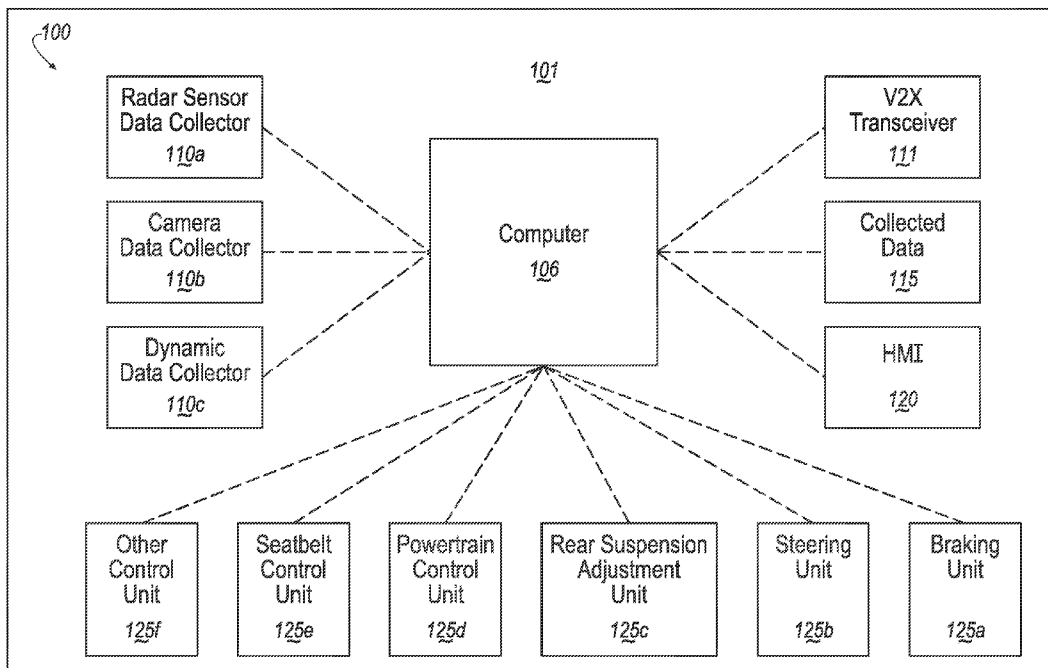 100
101
Radar Sensor
Data Collector
110a
V2X
Transceiver
111
Camera
Data Collector
110b
Computer
106
Collected
Data
115
Dynamic
Data Collector
110c
HMI
120
Other
Control
Unit
125f
Seatbelt
Control
Unit
125e
Powertrain
Control
Unit
125d
Rear Suspension
Adjustment
Unit
125c
Steering
Unit
125b
Braking
Unit
125a